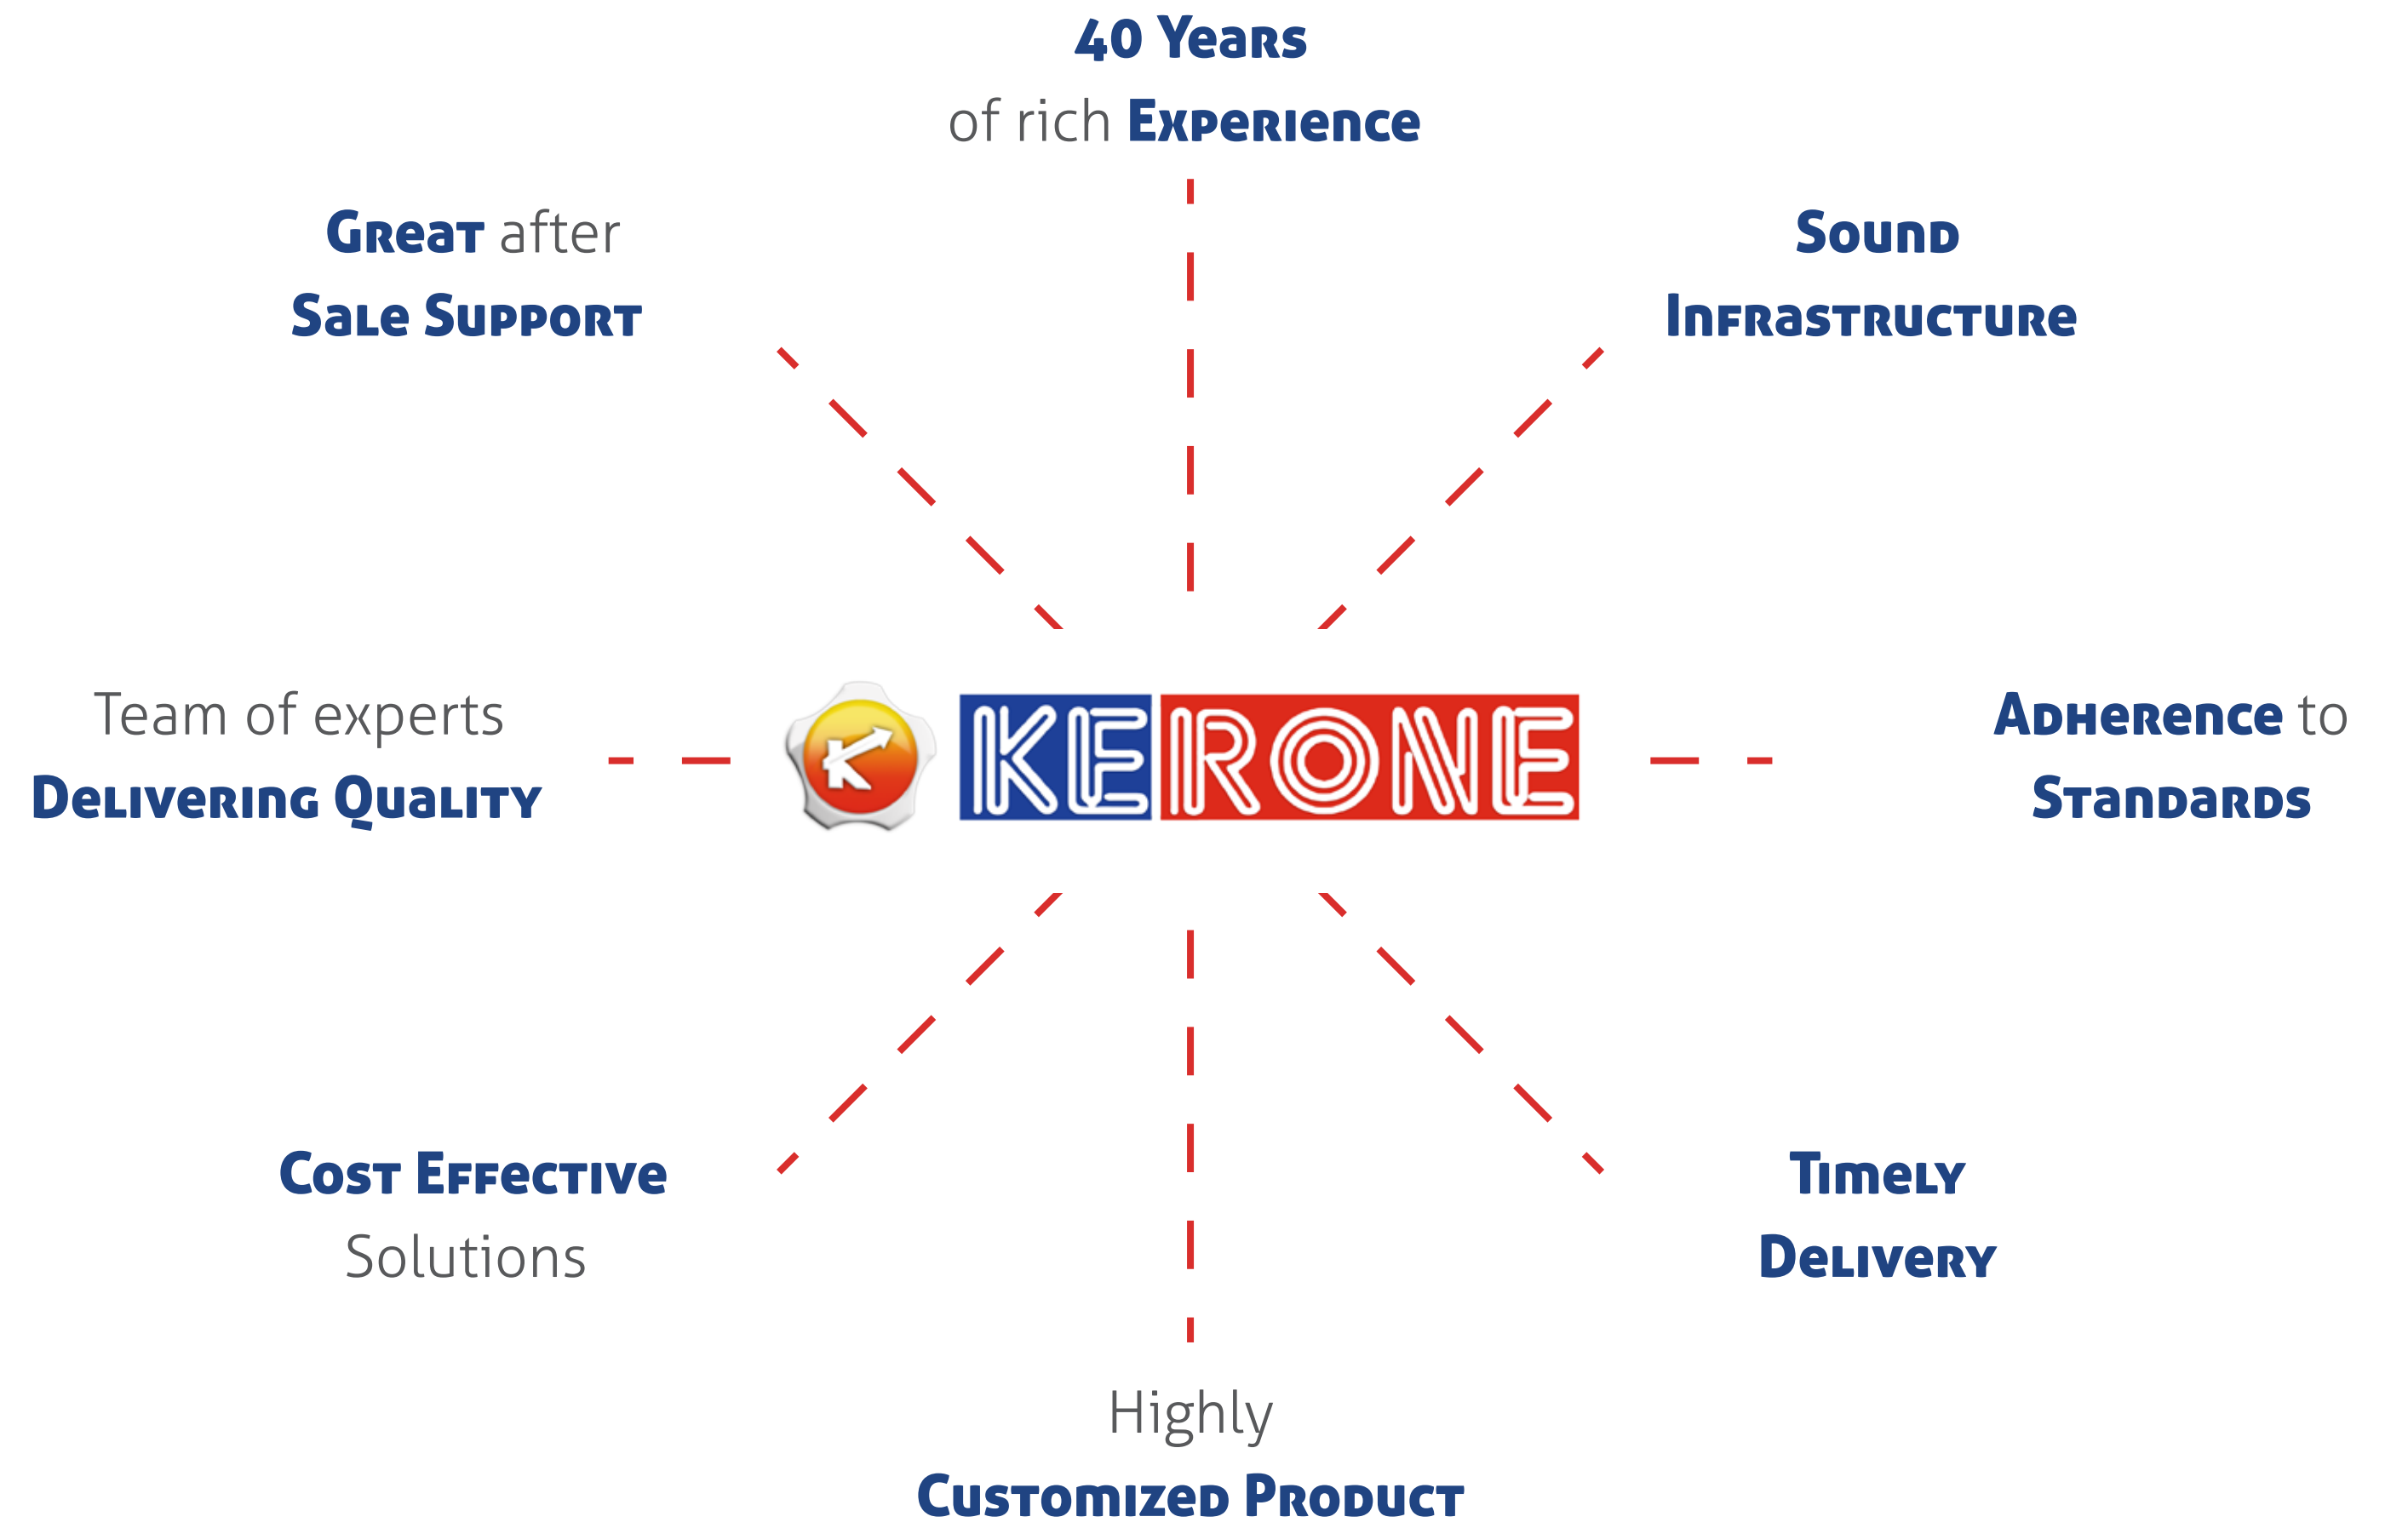 40 Years
of rich Experience
Great after
Sale Support
Sound
Infrastructure
Team of experts
Delivering Quality
K
KERONE
Adherence to
Standards
Cost Effective
Solutions
Timely
Delivery
Highly
Customized Product